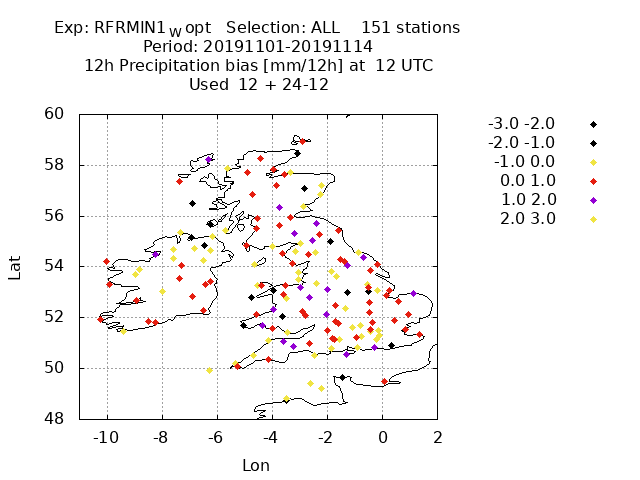 Exp: RFRMIN1_W opt   Selection: ALL    151 stations
Period: 20191101-20191114
12h Precipitation bias [mm/12h] at  12 UTC
Used  12 + 24-12
-3.0 -2.0
-2.0 -1.0
-1.0 0.0
0.0 1.0
1.0 2.0
2.0 3.0
60
58
56
54
52
50
48
Lat
-10 -8 -6 -4 -2 0 2
Lon